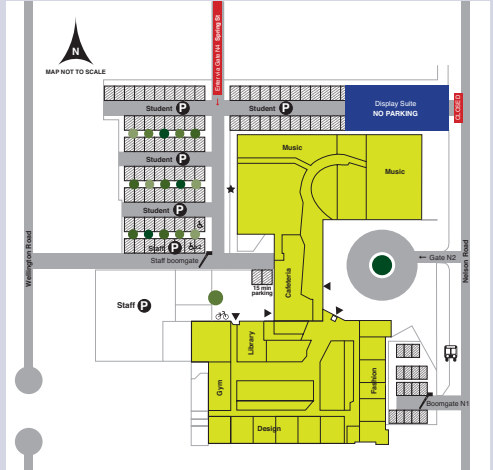 Enter via Gate N4 Spring St
N
MAP NOT TO SCALE
Student P
Student P
Display Suite
NO PARKING
CLOSED
Music
Music
Student P
Student P
Staff P
x2
Staff boomgate
Wellington Road
Nelson Road
← Gate N2
15 min
parking
Cafeteria
Staff P
Library
Gym
Fashion
Design
Boomgate N1